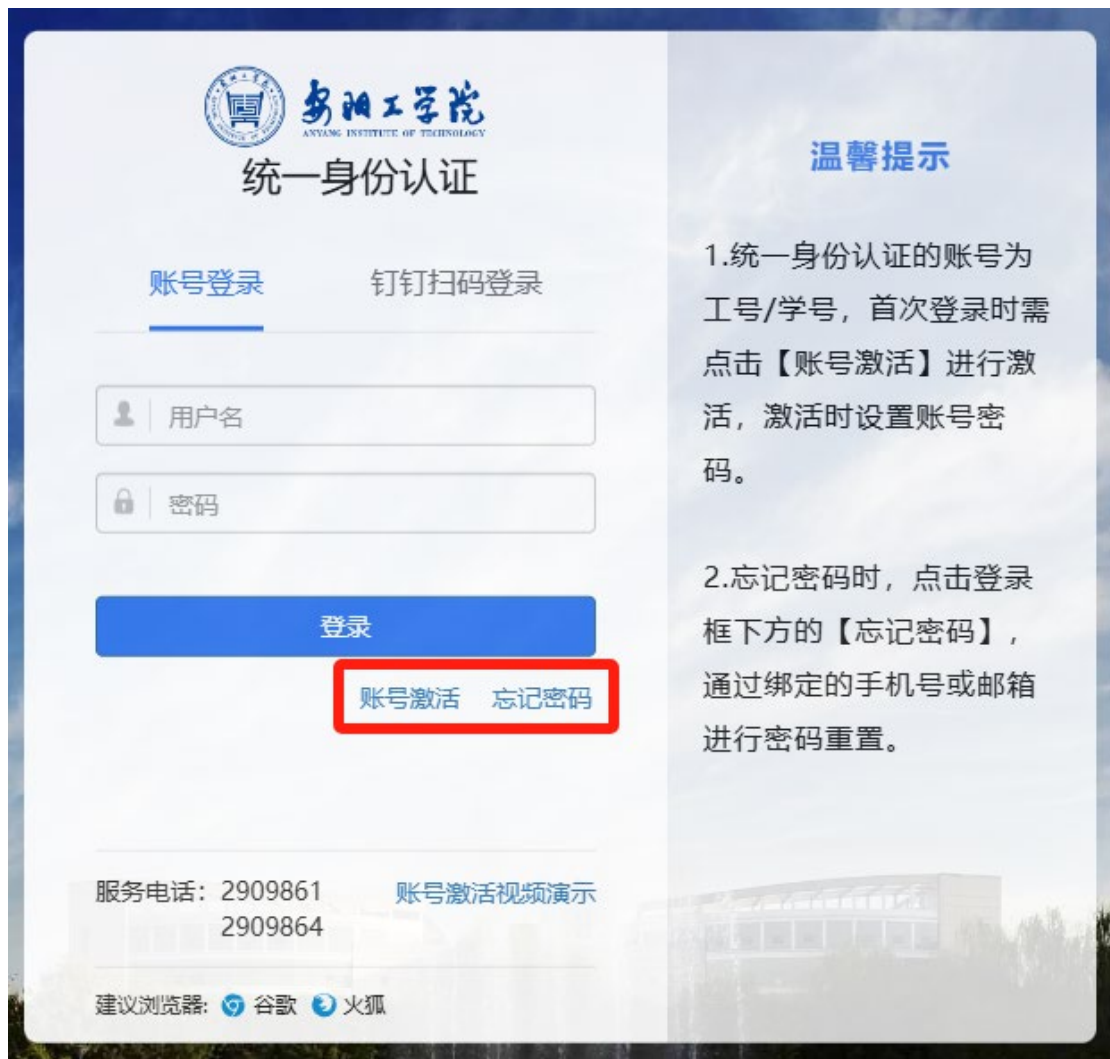 安阳工学院
ANYANG INSTITUTE OF TECHNOLOGY
统一身份认证
账号登录
钉钉扫码登录
用户名
密码
登录
账号激活
忘记密码
服务电话：2909861
2909864
账号激活视频演示
建议浏览器: 谷歌 火狐
温馨提示
1.统一身份认证的账号为
工号/学号，首次登录时需
点击【账号激活】进行激
活，激活时设置账号密
码。
2.忘记密码时，点击登录
框下方的【忘记密码】，
通过绑定的手机号或邮箱
进行密码重置。